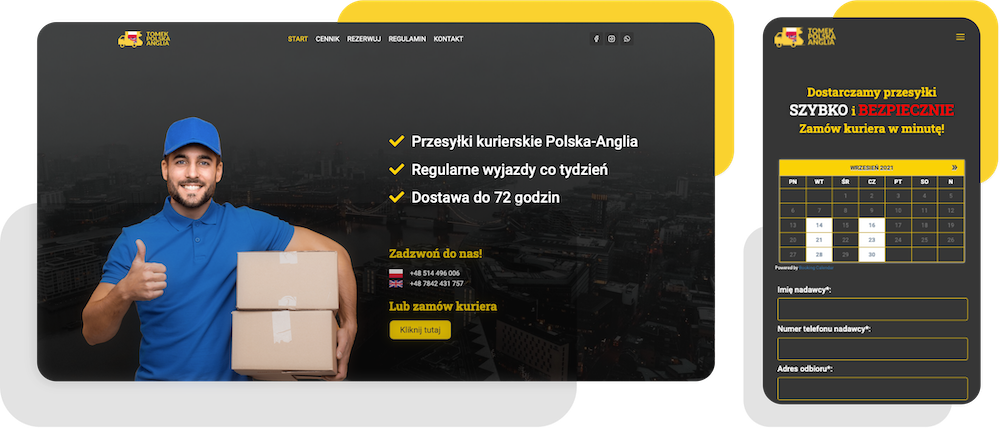 TOMEK
POLSKA
ANGLIA
START CENNIK REZERWUJ REGULAMIN KONTAKT
Przesyłki kurierskie Polska-Anglia
Regularne wyjazdy co tydzień
Dostawa do 72 godzin
Zadzwoń do nas!
+48 514 496 006
+48 7842 431 757
Lub zamów kuriera
Kliknij tutaj
TOMEK
POLSKA
ANGLIA
Dostarczamy przesyłki
SZYBKO i BEZPIECZNIE
Zamów kuriera w minutę!
WRZESIEŃ 2021 »
PN WT ŚR CZ PT SO N
1 2 3 4 5
6 7 8 9 10 11 12
13 14 15 16 17 18 19
20 21 22 23 24 25 26
27 28 29 30
Powered by Booking Calendar
Imię nadawcy*:
Numer telefonu nadawcy*:
Adres odbioru*: